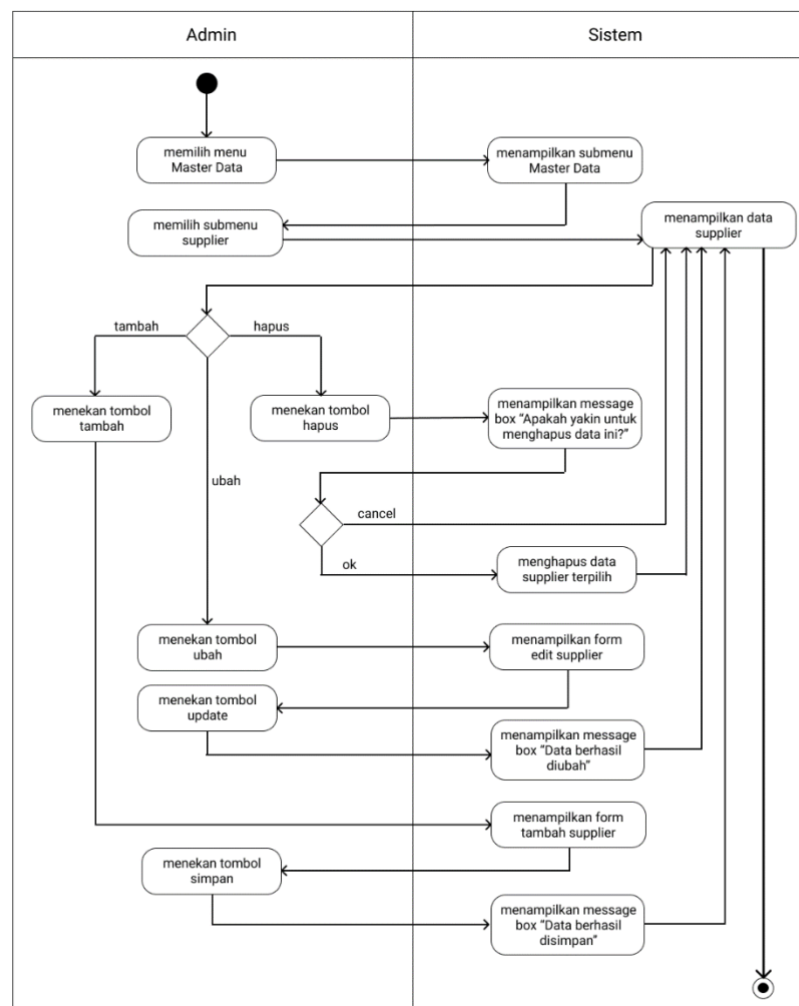 Admin
Sistem
memilih menu
Master Data
menampilkan submenu
Master Data
memilih submenu
supplier
menampilkan data
supplier
tambah
hapus
menekan tombol
tambah
menekan tombol
hapus
menampilkan message
box “Apakah yakin untuk
menghapus data ini?”
ubah
cancel
ok
menghapus data
supplier terpilih
menekan tombol
ubah
menampilkan form
edit supplier
menekan tombol
update
menampilkan message
box “Data berhasil
diubah”
menampilkan form
tambah supplier
menekan tombol
simpan
menampilkan message
box “Data berhasil
disimpan”